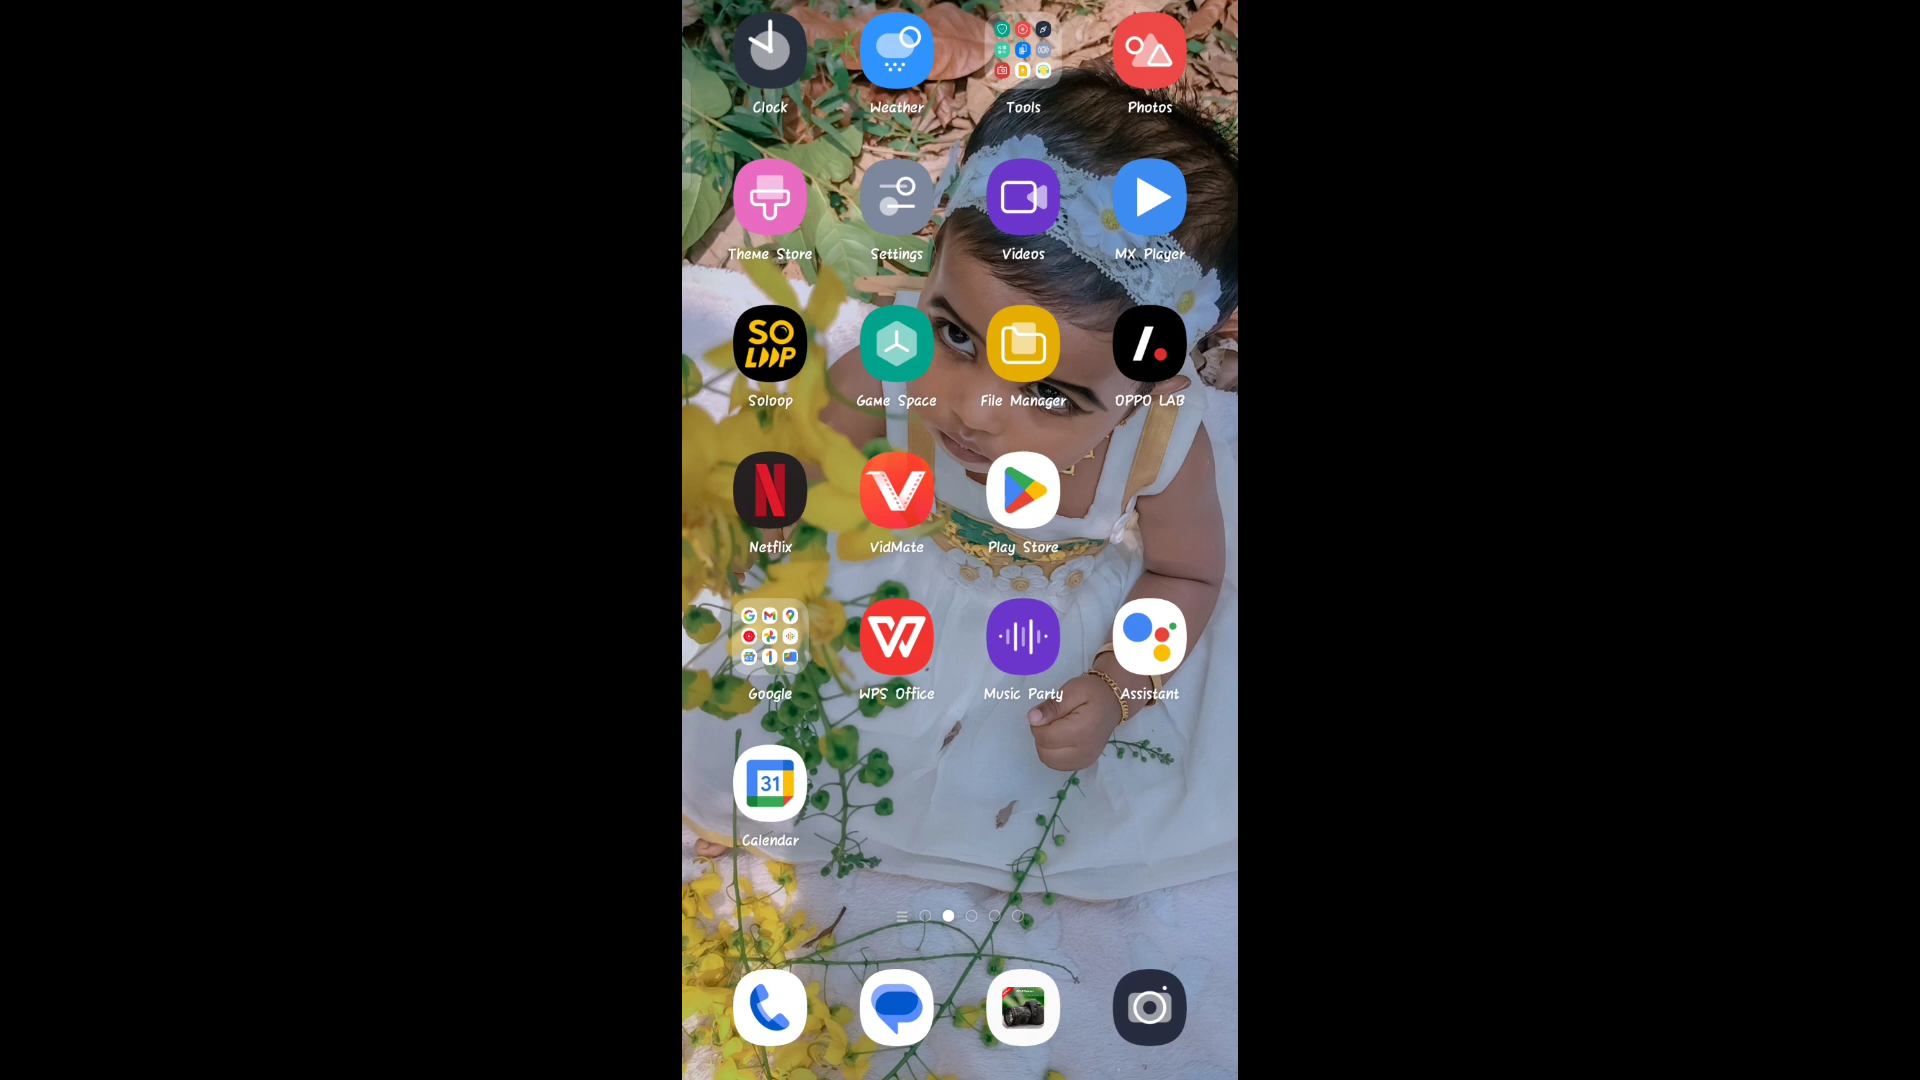 Clock Weather Tools Photos
Theme Store Settings Videos MX Player
SO
LOOP
Soloop Game Space File Manager OPPO LAB
Netflix VidMate Play Store
Google WPS Office Music Party Assistant
31
Calendar